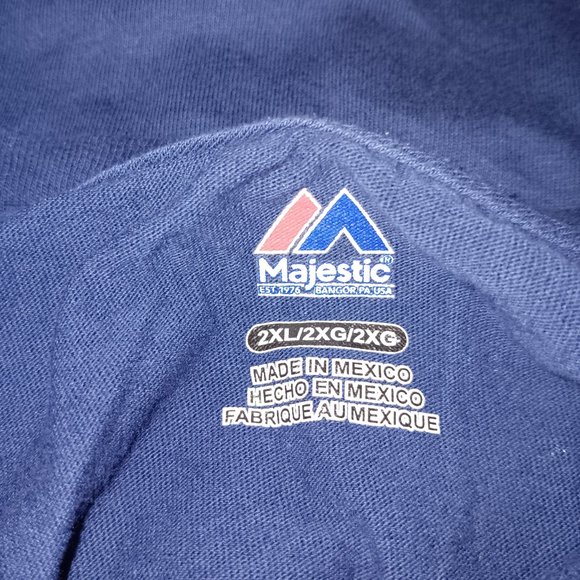 Majestic®
EST. 1976 BANGOR, PA, USA
2XL/2XG/2XG
MADE IN MEXICO
HECHO EN MEXICO
FABRIQUE AU MEXIQUE